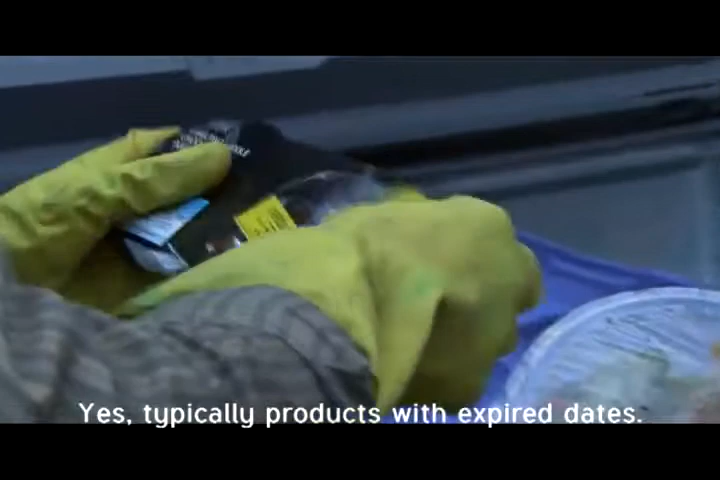 Yes, typically products with expired dates.